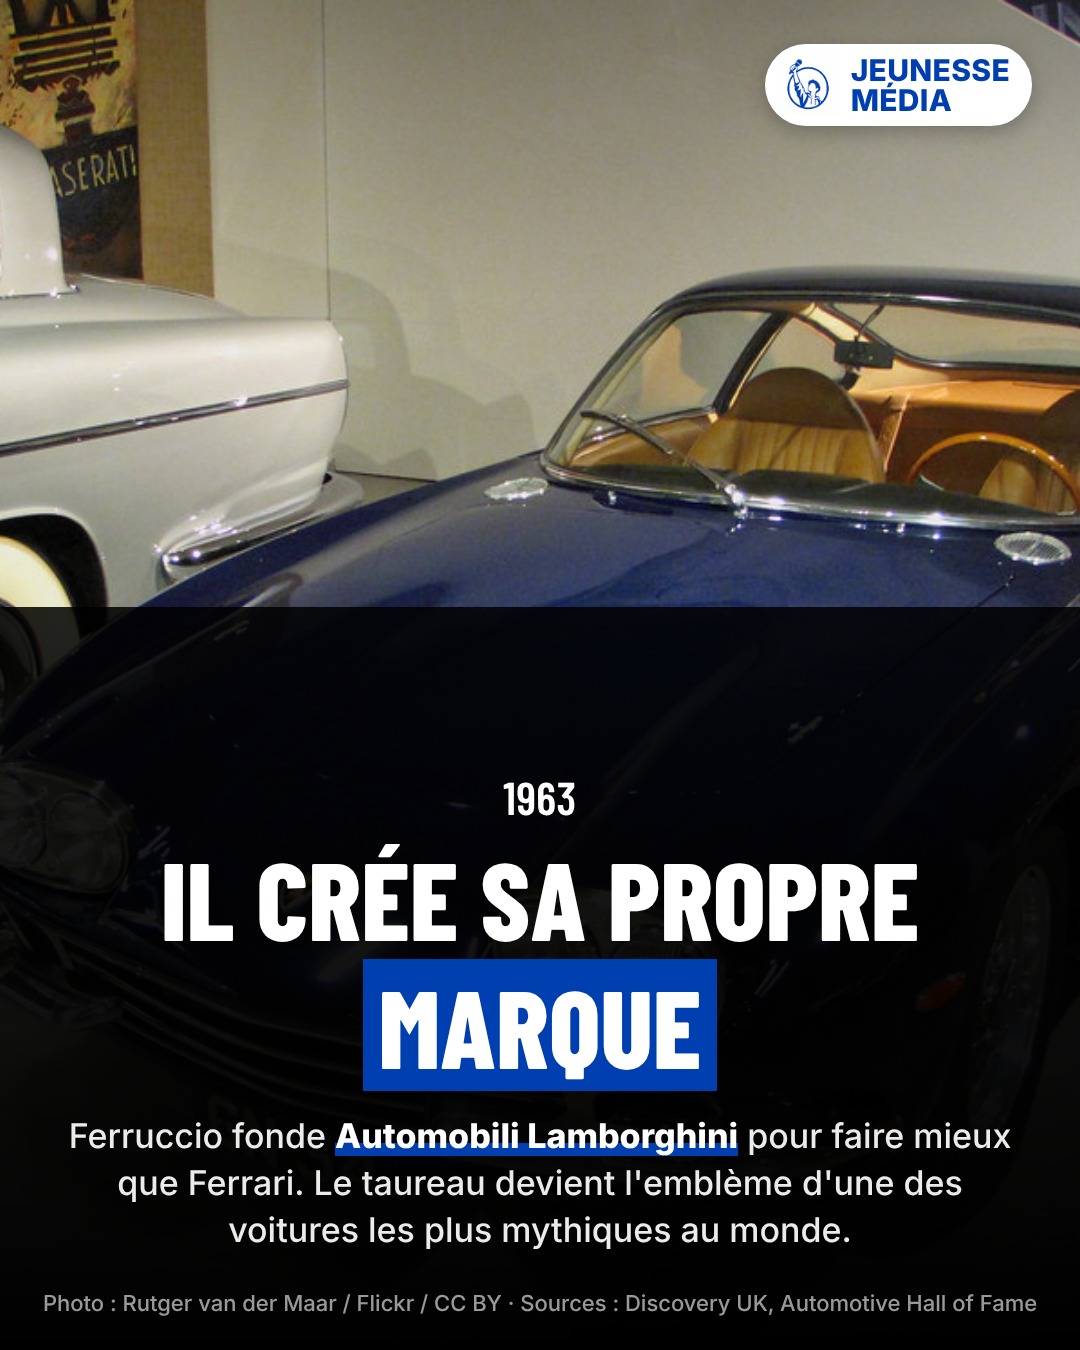 JEUNESSE
MÉDIA
ASERATI
1963
IL CRÉE SA PROPRE
MARQUE
Ferruccio fonde Automobili Lamborghini pour faire mieux
que Ferrari. Le taureau devient l'emblème d'une des
voitures les plus mythiques au monde.
Photo : Rutger van der Maar / Flickr / CC BY · Sources : Discovery UK, Automotive Hall of Fame